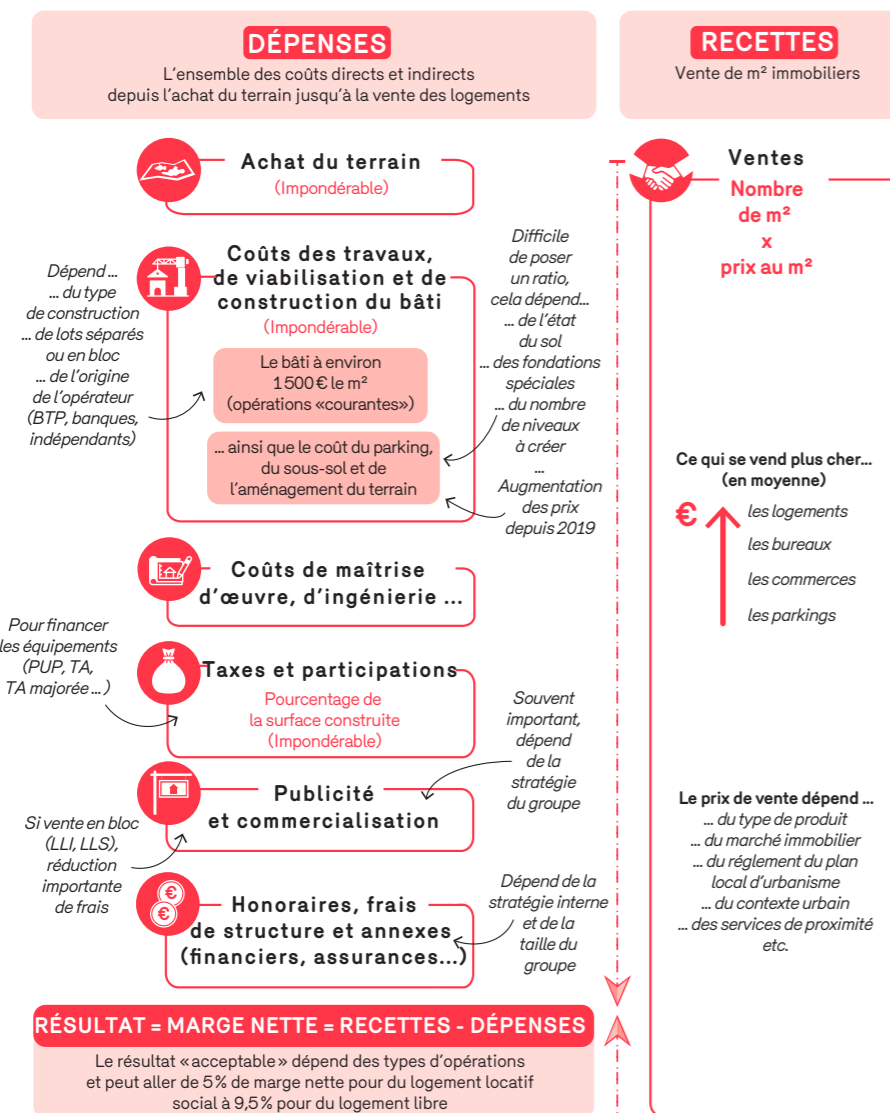 DÉPENSES
L'ensemble des coûts directs et indirects
depuis l'achat du terrain jusqu'à la vente des logements
Achat du terrain
(Impondérable)
Dépend ...
... du type
de construction
... de lots séparés
ou en bloc
... de l'origine
de l'opérateur
(BTP, banques,
indépendants)
Coûts des travaux,
de viabilisation et de
construction du bâti
(Impondérable)
Le bâti à environ
1 500 € le m²
(opérations «courantes»)
... ainsi que le coût du parking,
du sous-sol et de
l'aménagement du terrain
Difficile
de poser
un ratio,
cela dépend...
... de l'état
du sol
... des fondations
spéciales
... du nombre
de niveaux
à créer
...
Augmentation
des prix
depuis 2019
Coûts de maîtrise
d'œuvre, d'ingénierie ...
Pour financer
les équipements
(PUP, TA,
TA majorée ...)
Taxes et participations
Pourcentage de
la surface construite
(Impondérable)
Souvent
important,
dépend
de la
stratégie
du groupe
Publicité
et commercialisation
Si vente en bloc
(LLI, LLS),
réduction
importante
de frais
€
€
Honoraires, frais
de structure et annexes
(financiers, assurances...)
Dépend de la
stratégie interne
et de la
taille du
groupe
RÉSULTAT = MARGE NETTE = RECETTES - DÉPENSES
Le résultat «acceptable» dépend des types d'opérations
et peut aller de 5 % de marge nette pour du logement locatif
social à 9,5 % pour du logement libre
RECETTES
Vente de m² immobiliers
Ventes
Nombre
de m²
x
prix au m²
Ce qui se vend plus cher...
(en moyenne)
€
les logements
les bureaux
les commerces
les parkings
Le prix de vente dépend ...
... du type de produit
... du marché immobilier
... du réglement du plan
local d'urbanisme
... du contexte urbain
... des services de proximité
etc.